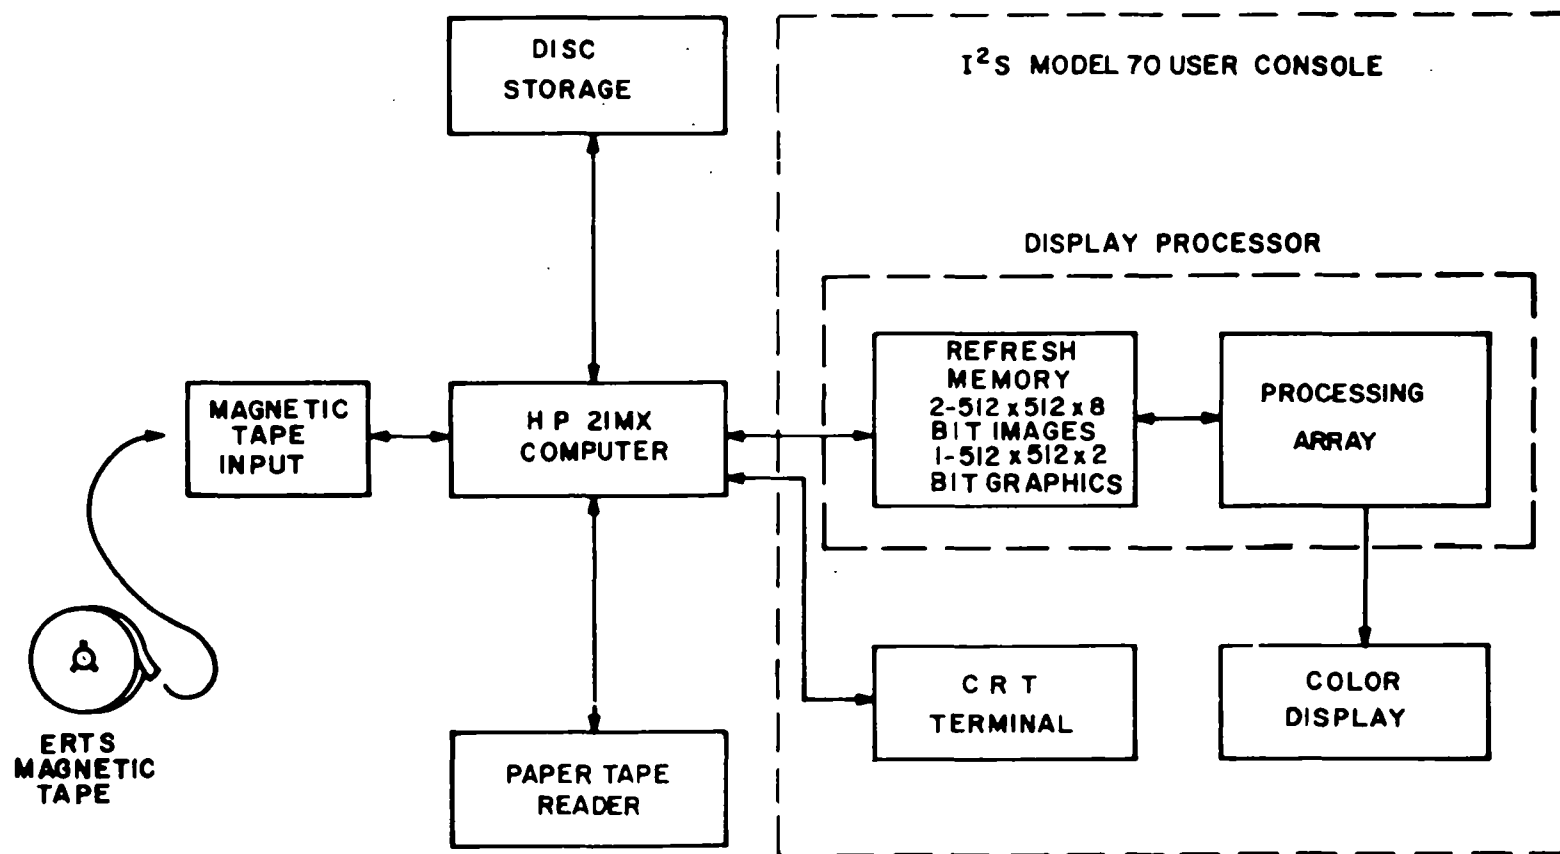 DISC
STORAGE
I²S MODEL 70 USER CONSOLE
DISPLAY PROCESSOR
REFRESH
MEMORY
2-512 x 512 x 8
BIT IMAGES
1-512 x 512 x 2
BIT GRAPHICS
PROCESSING
ARRAY
MAGNETIC
TAPE
INPUT
HP 21MX
COMPUTER
CRT
TERMINAL
COLOR
DISPLAY
ERTS
MAGNETIC
TAPE
PAPER TAPE
READER